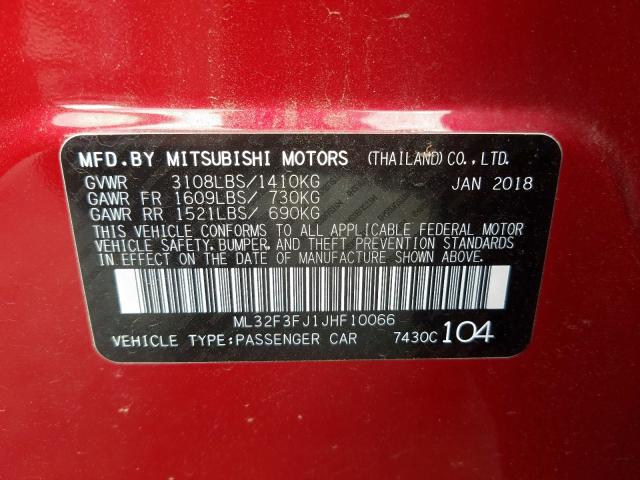 MFD.BY MITSUBISHI MOTORS (THAILAND)CO.,LTD.
GVWR 3108LBS/1410KG JAN 2018
GAWR FR 1609LBS/ 730KG
GAWR RR 1521LBS/ 690KG
THIS VEHICLE CONFORMS TO ALL APPLICABLE FEDERAL MOTOR
VEHICLE SAFETY, BUMPER, AND THEFT PREVENTION STANDARDS
IN EFFECT ON THE DATE OF MANUFACTURE SHOWN ABOVE.
ML32F3FJ1JHF10066
VEHICLE TYPE:PASSENGER CAR 7430C 104